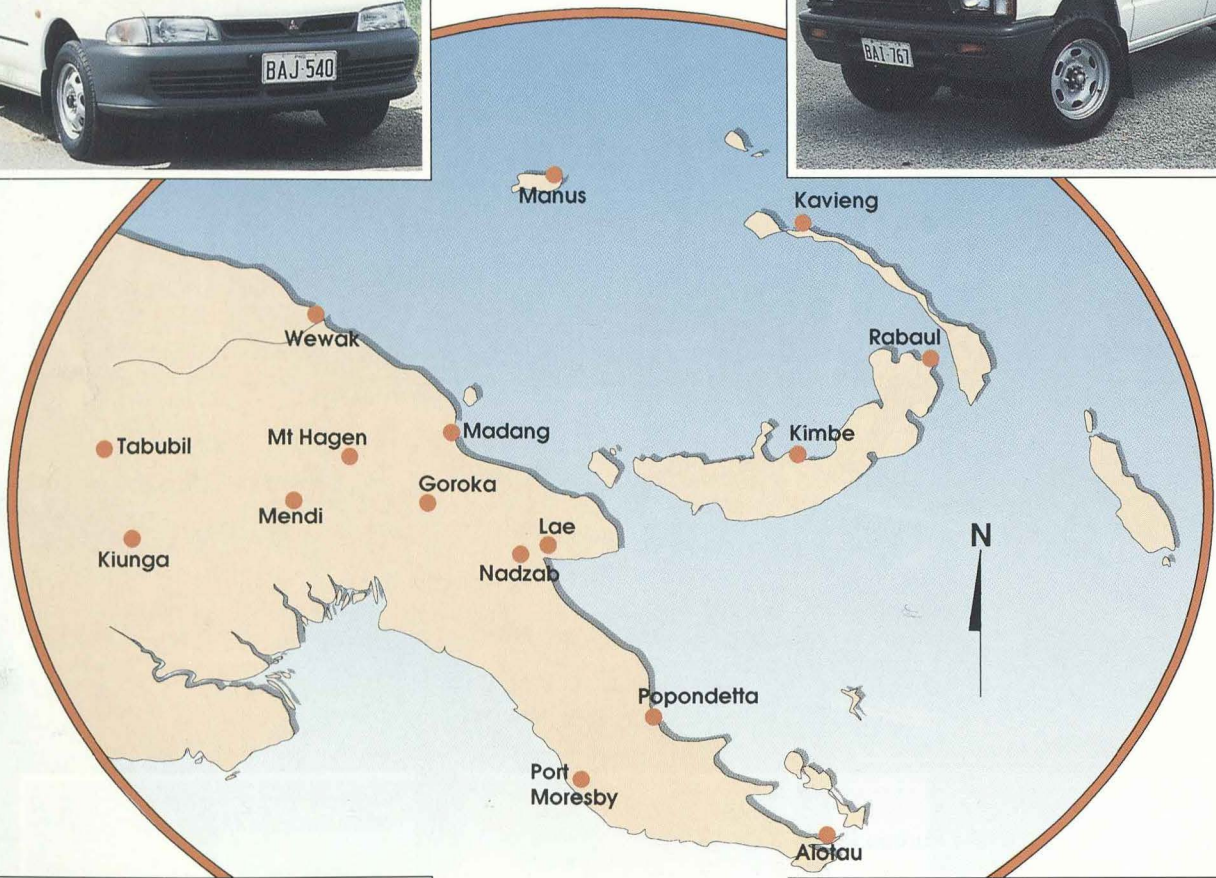 BAJ-540
BAI-767
Manus
Kavieng
Wewak
Rabaul
Tabubil
Mt Hagen
Madang
Kimbe
Goroka
Mendi
Lae
Kiunga
Nadzab
N
Popondetta
Port
Moresby
Alotau